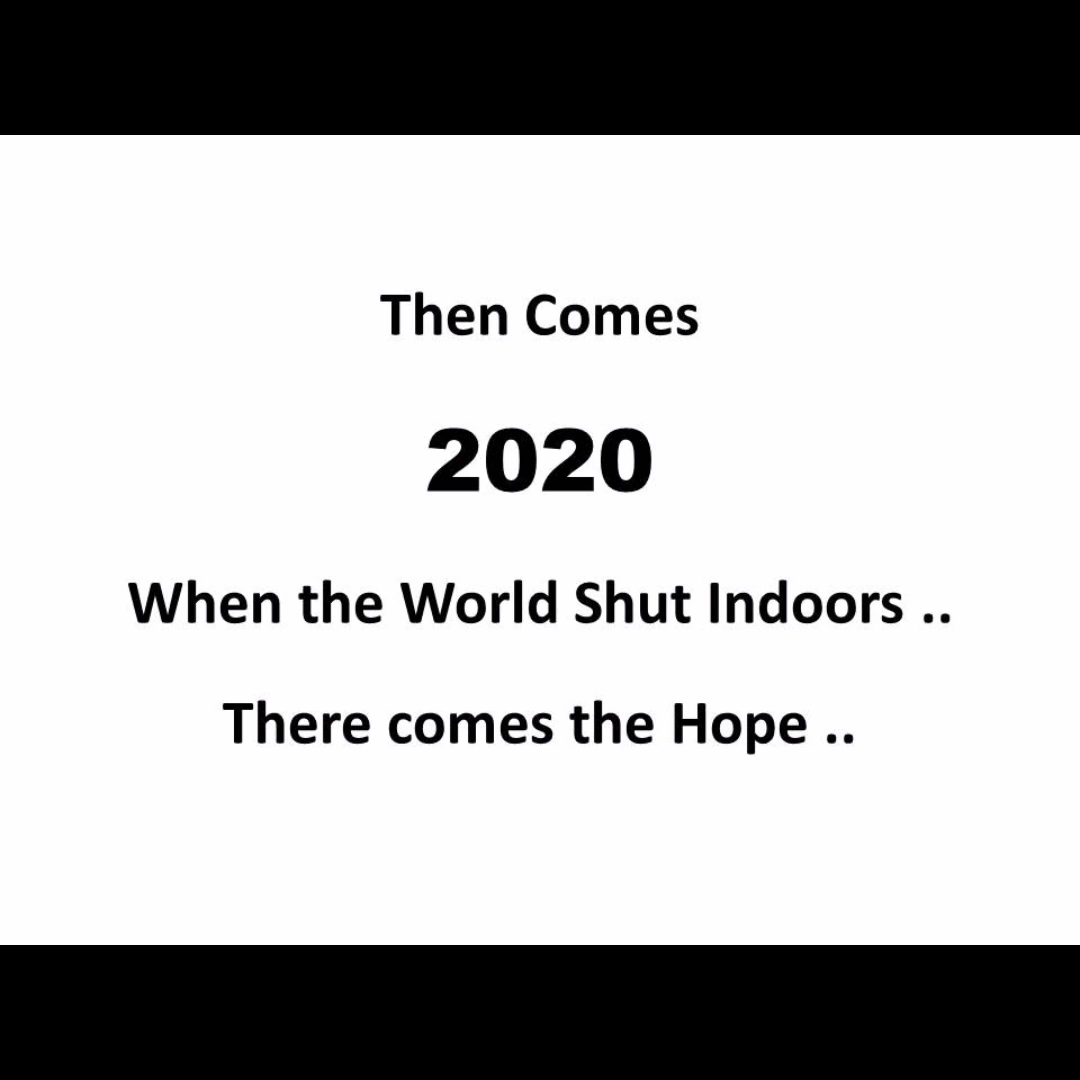 Then Comes
2020
When the World Shut Indoors ..
There comes the Hope ..